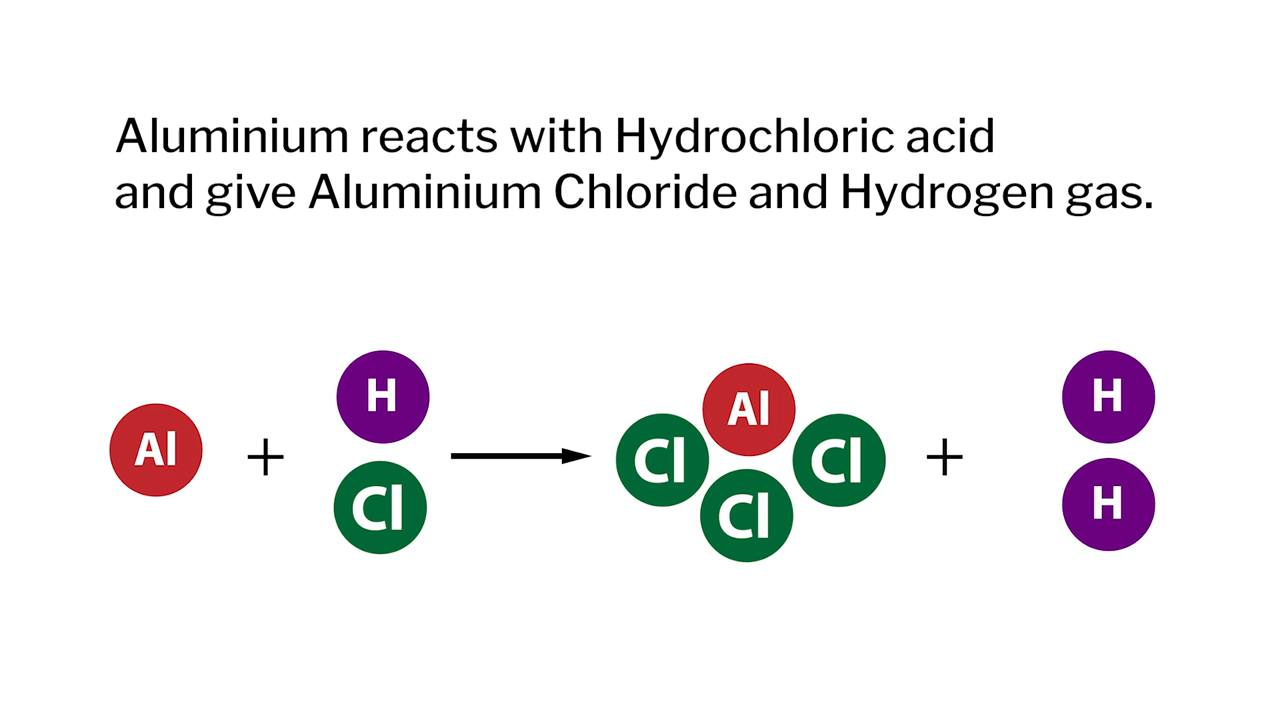 Aluminium reacts with Hydrochloric acid
and give Aluminium Chloride and Hydrogen gas.
Al + H Cl → Cl Al Cl Cl + H H